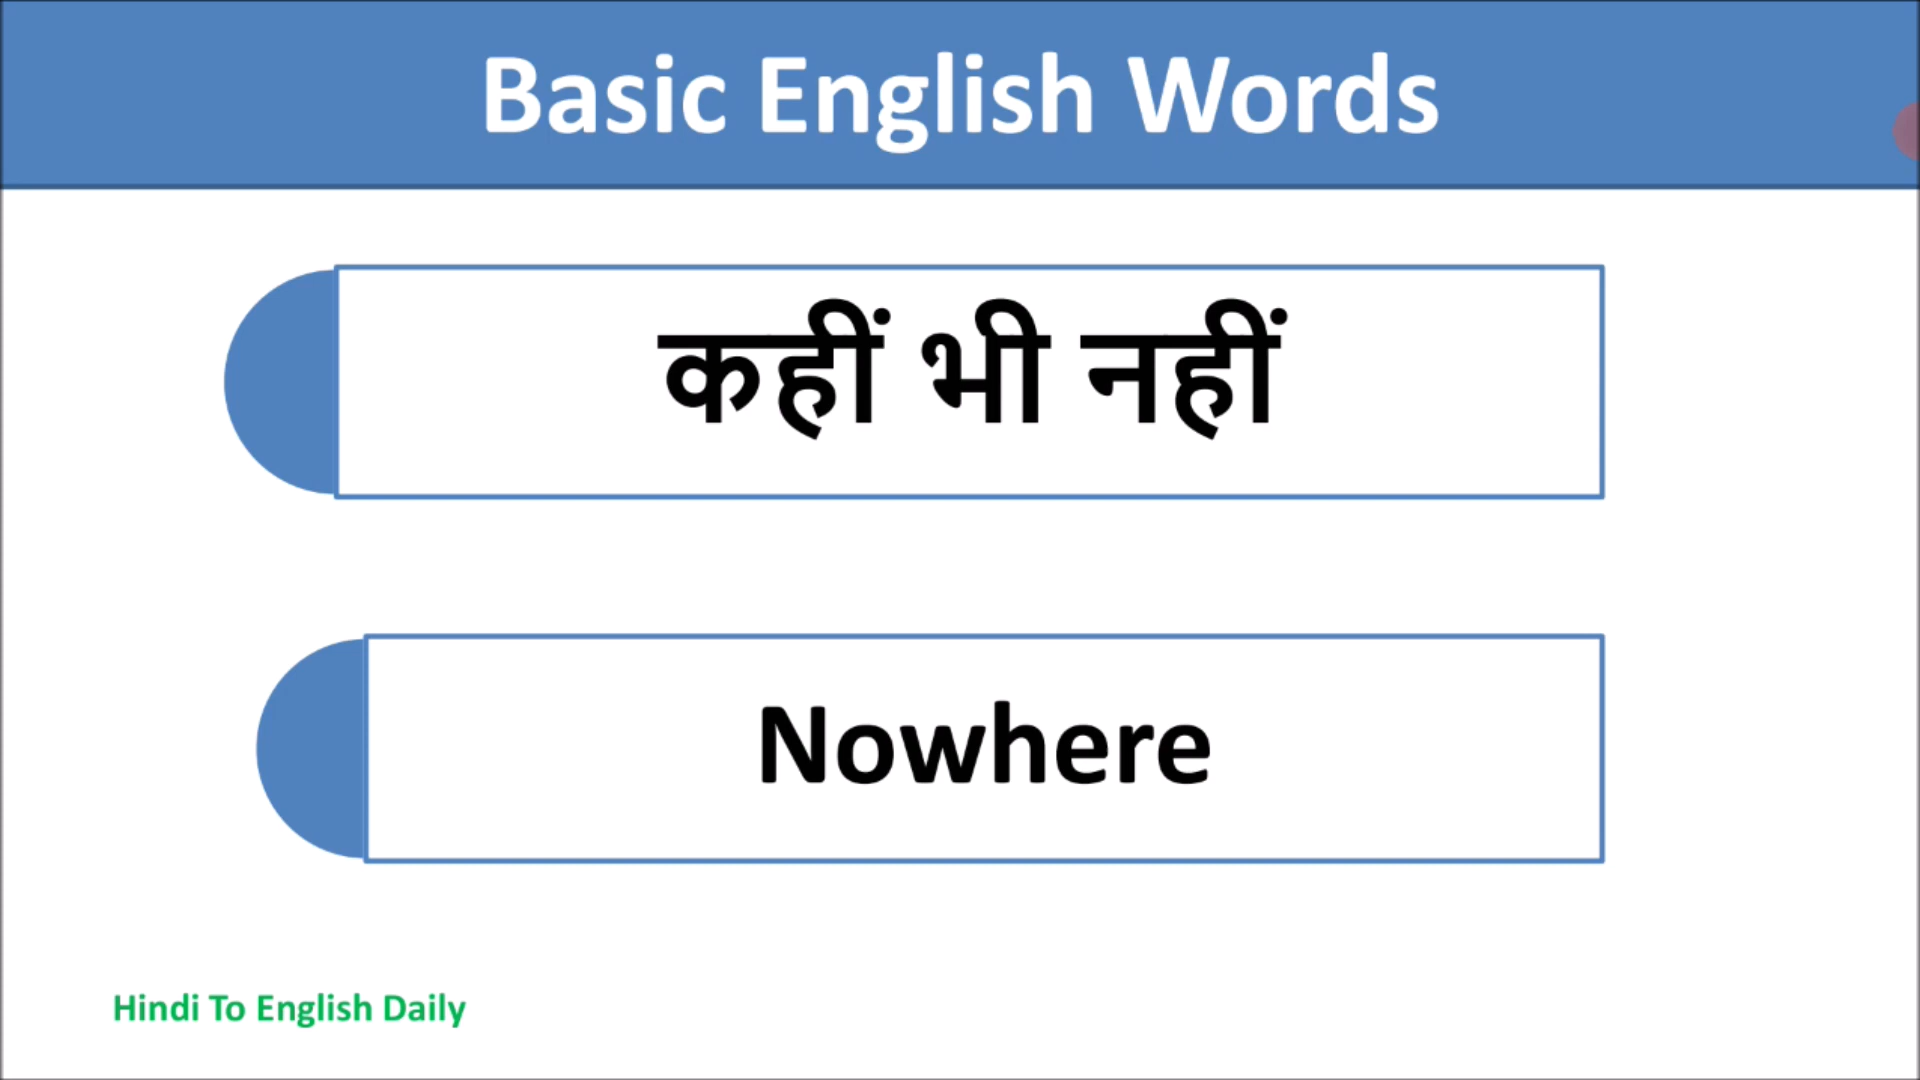 Basic English Words
कहीं भी नहीं
Nowhere
Hindi To English Daily